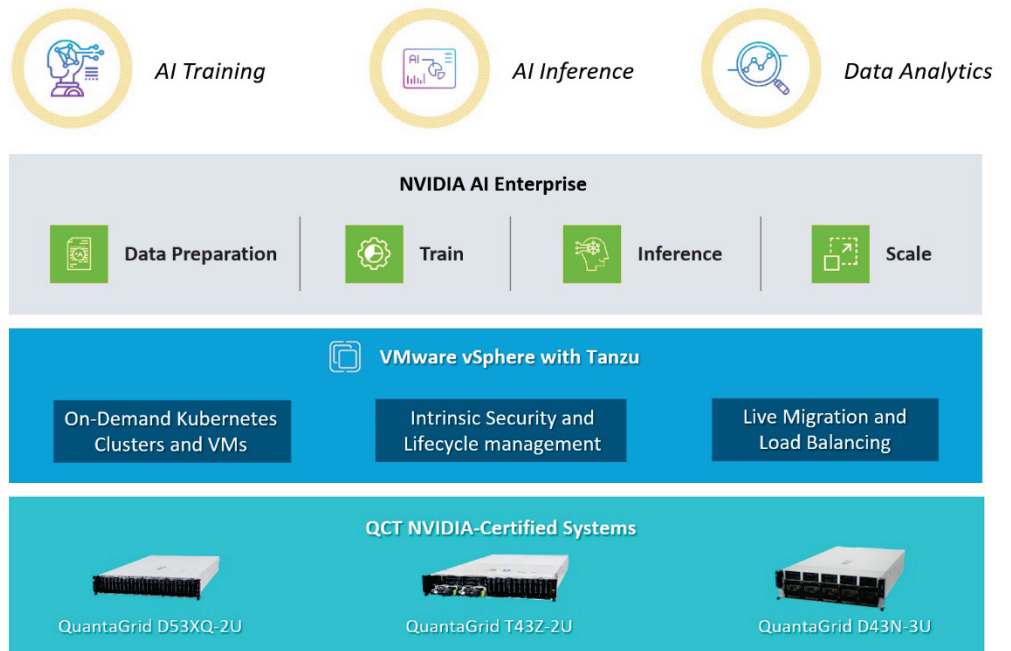 AI Training
AI Inference
Data Analytics
NVIDIA AI Enterprise
Data Preparation
Train
Inference
Scale
VMware vSphere with Tanzu
On-Demand Kubernetes
Clusters and VMs
Intrinsic Security and
Lifecycle management
Live Migration and
Load Balancing
QCT NVIDIA-Certified Systems
QuantaGrid D53XQ-2U
QuantaGrid T43Z-2U
QuantaGrid D43N-3U